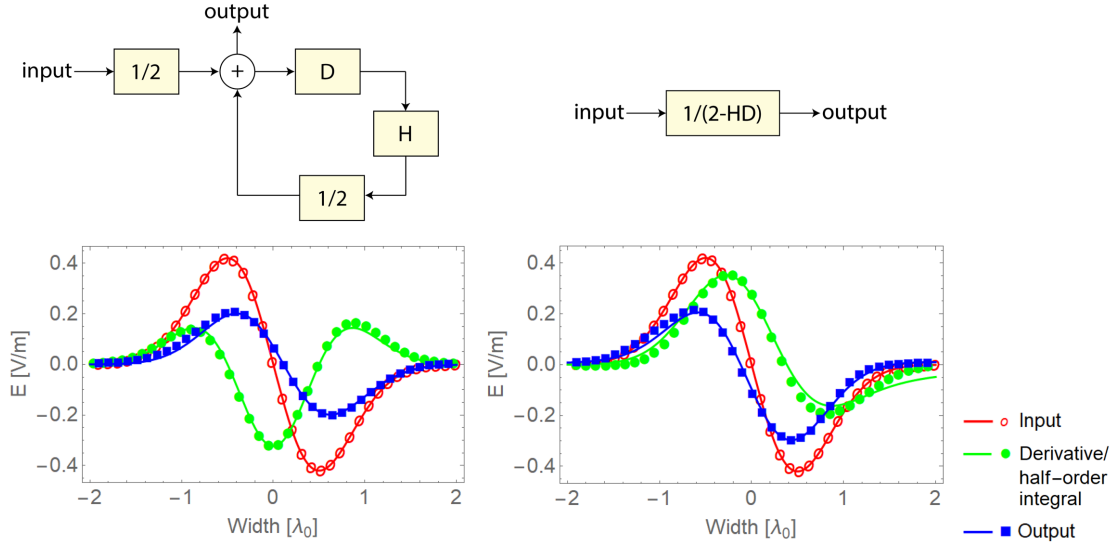 output
input
1/2
+
D
H
1/2
input
1/(2-HD)
output
0.4
0.2
0.0
−0.2
−0.4
E [V/m]
−2
−1
0
1
2
Width [λ0]
0.4
0.2
0.0
−0.2
−0.4
E [V/m]
−2
−1
0
1
2
Width [λ0]
Input
Derivative/
half−order
integral
Output